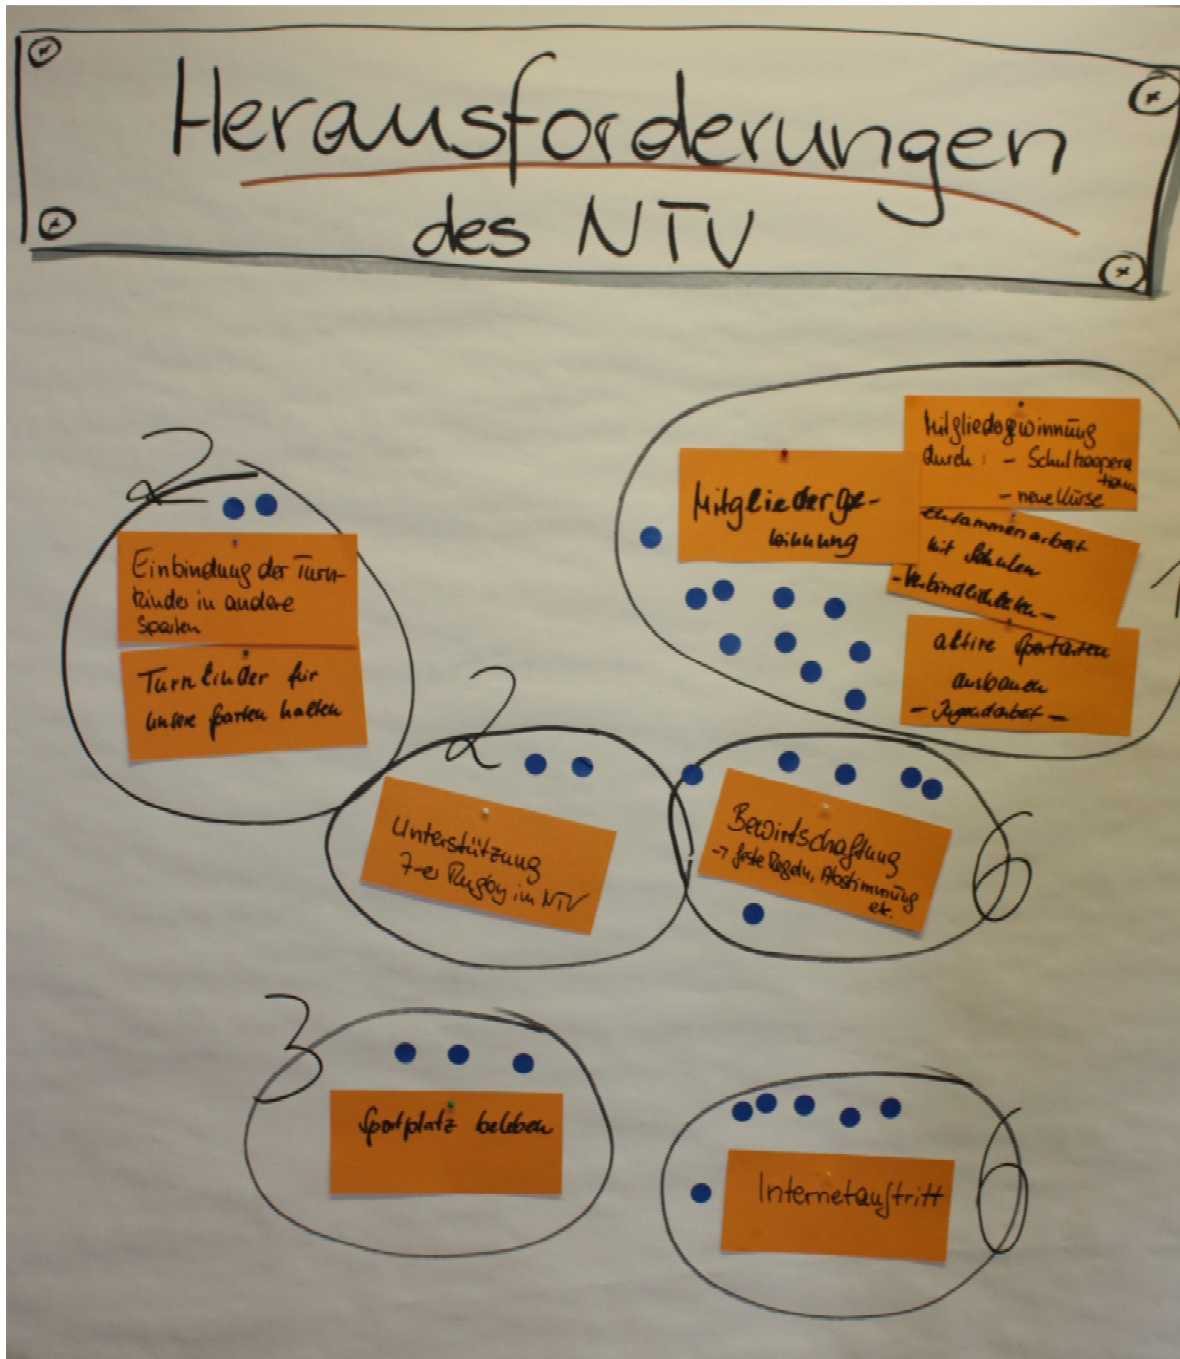 Herausforderungen
des NTV
2
Einbindung der Turn-
kinder in andere
Sparten
Turnkinder für
unsere Sparten halten
Mitgliederge-
winnung
Mitgliedergewinnung
durch: - Schulkoopera
-tionen
- neue Kurse
Zusammenarbeit
mit Schulen
- Verbindlichkeiten -
aktive Sportarten
ausbauen
- Jugendarbeit -
1
2
Unterstützung
7-er Rugby im NTV
Bewirtschaftung
→ feste Regeln, Abstimmung
etc.
6
3
Sportplatz beleben
Internetauftritt
6